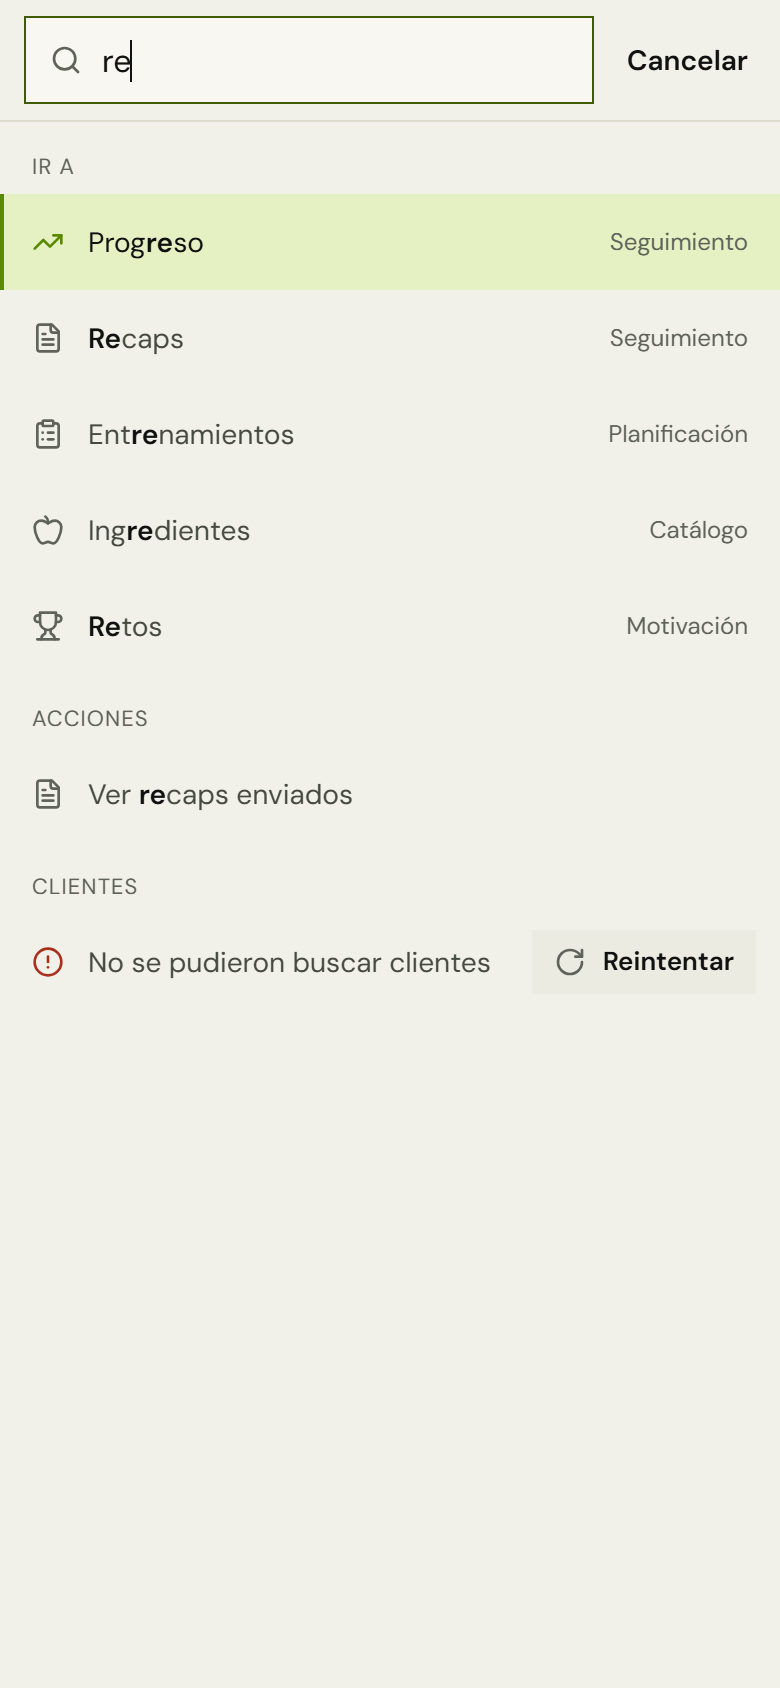 re
Cancelar
IR A
Progreso Seguimiento
Recaps Seguimiento
Entrenamientos Planificación
Ingredientes Catálogo
Retos Motivación
ACCIONES
Ver recaps enviados
CLIENTES
No se pudieron buscar clientes Reintentar